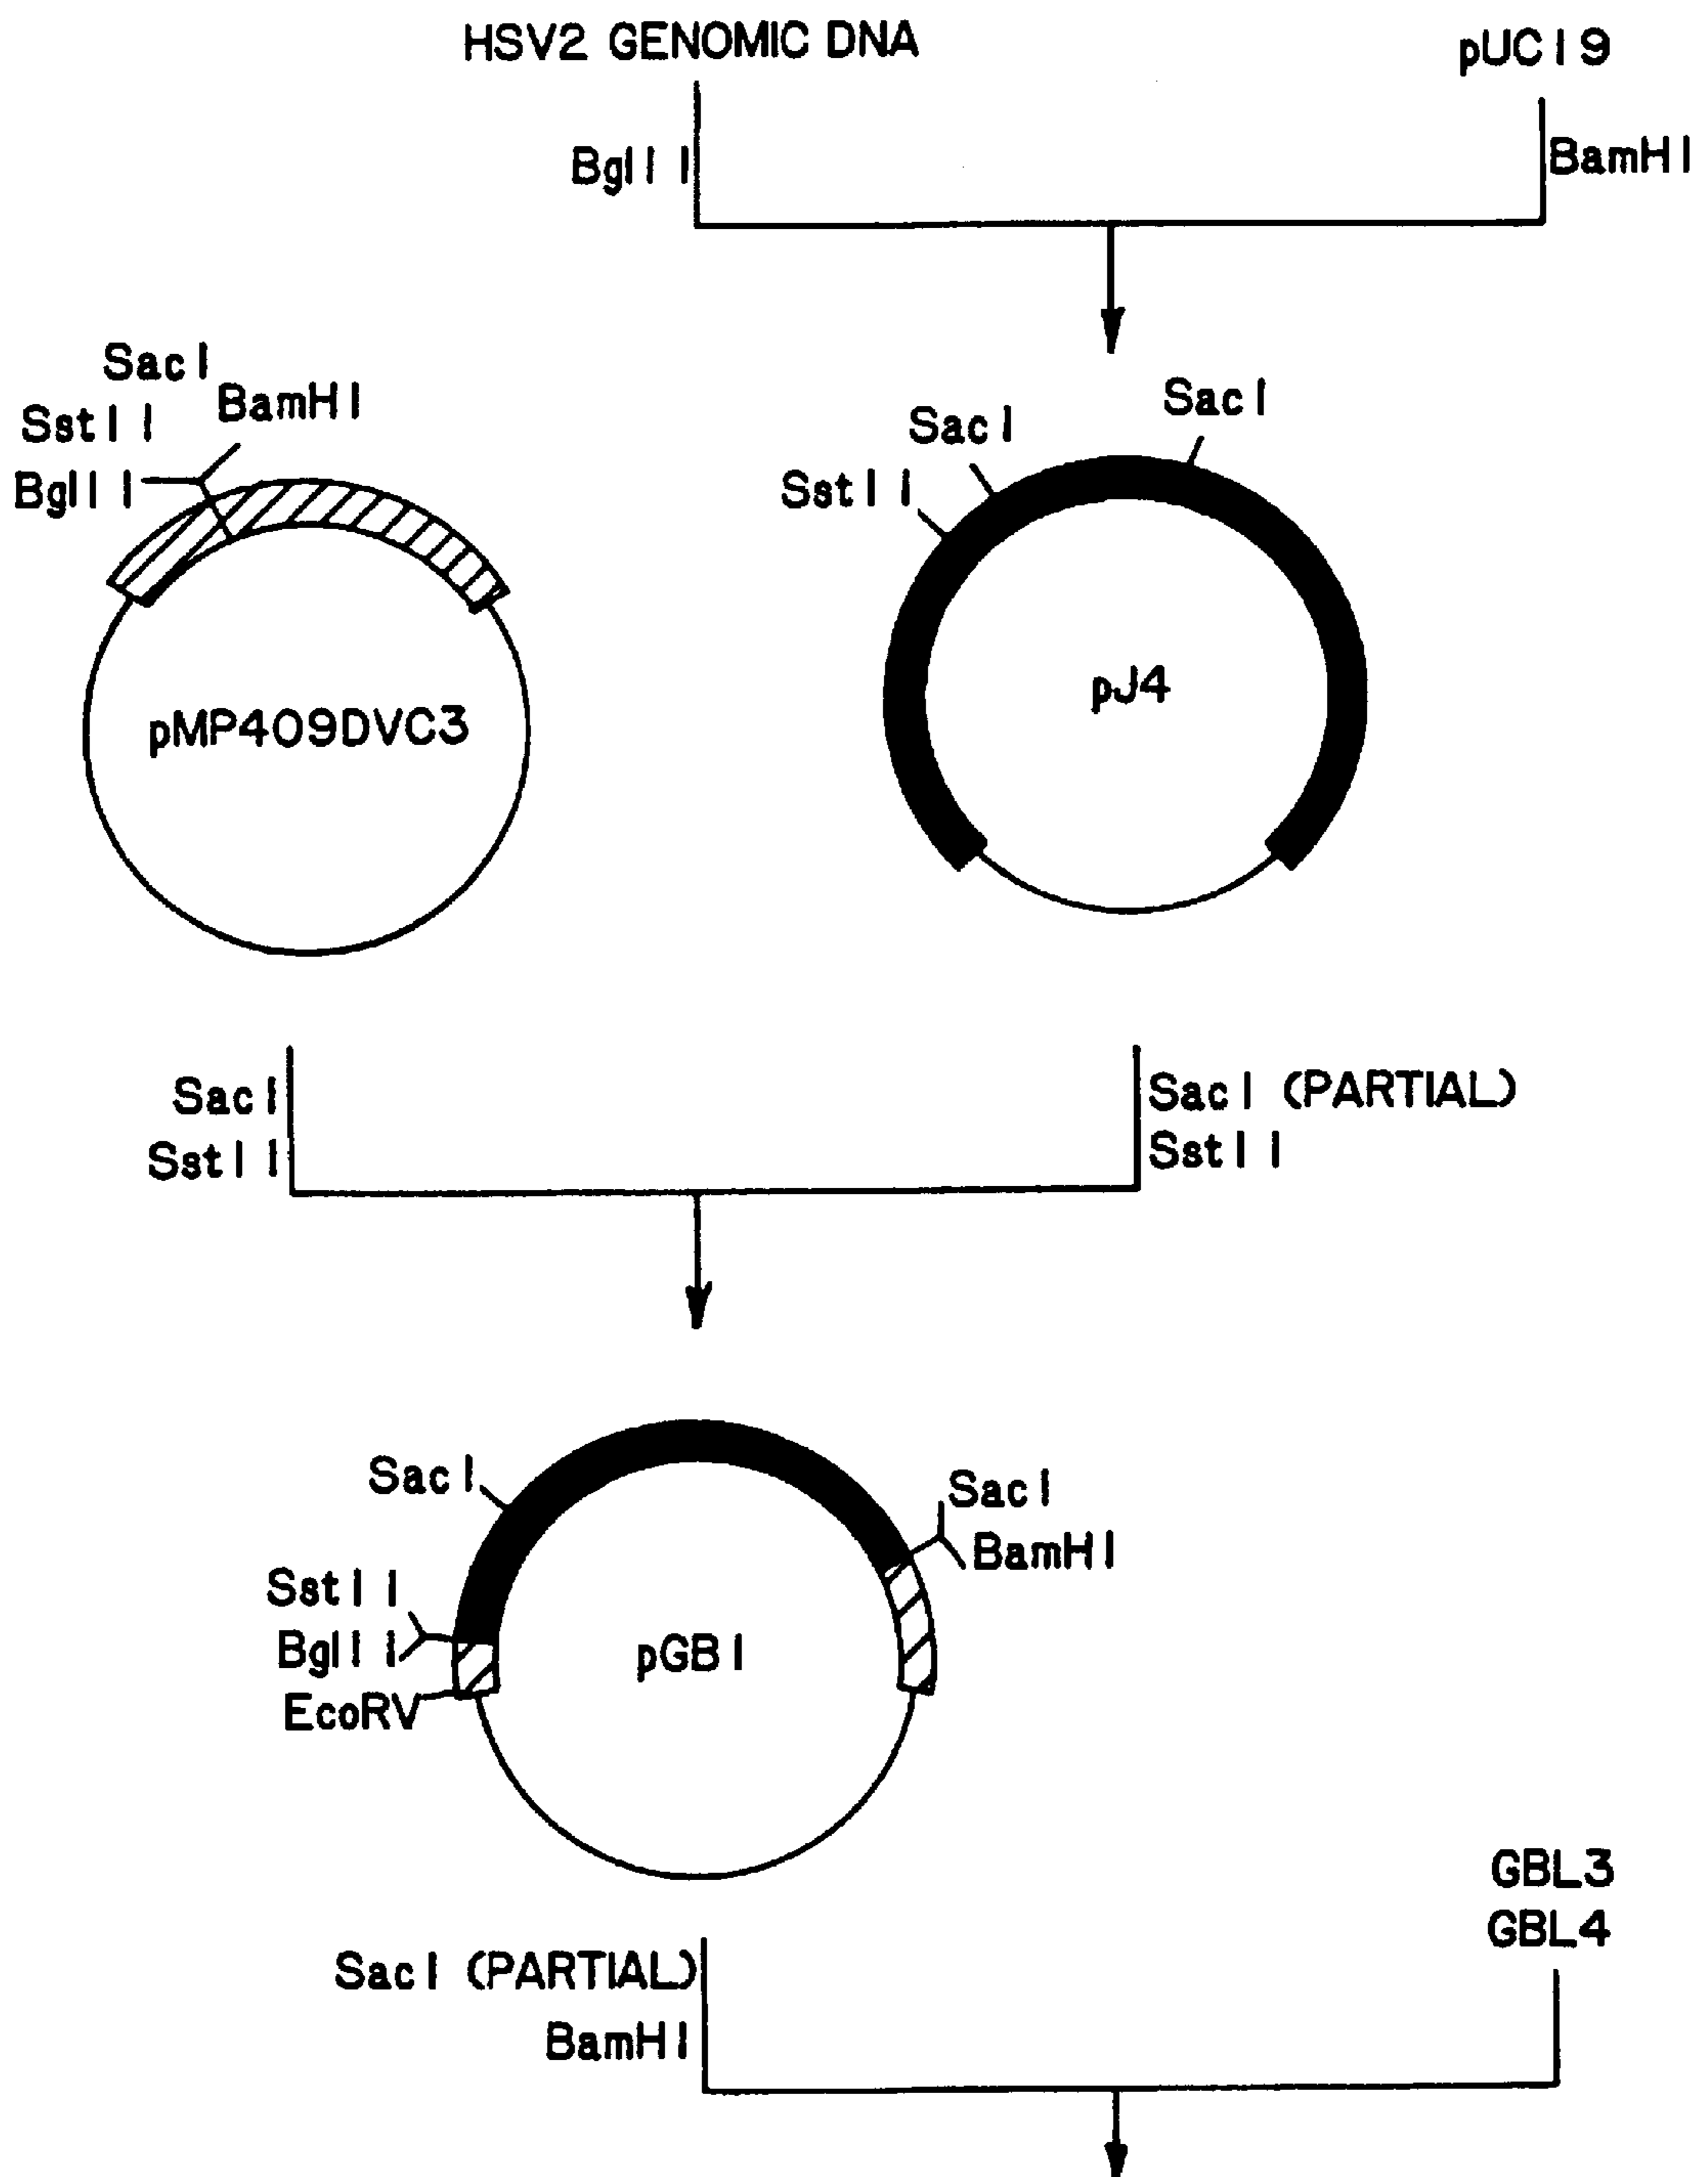 HSV2 GENOMIC DNA
pUC19
BglII
BamHI
SacI
SstII
BamHI
BglII
pMP409DVC3
SacI
SacI
SstII
pJ4
SacI
SstII
SacI (PARTIAL)
SstII
SacI
SacI
BamHI
SstII
BglII
EcoRV
pGB1
GBL3
GBL4
SacI (PARTIAL)
BamHI